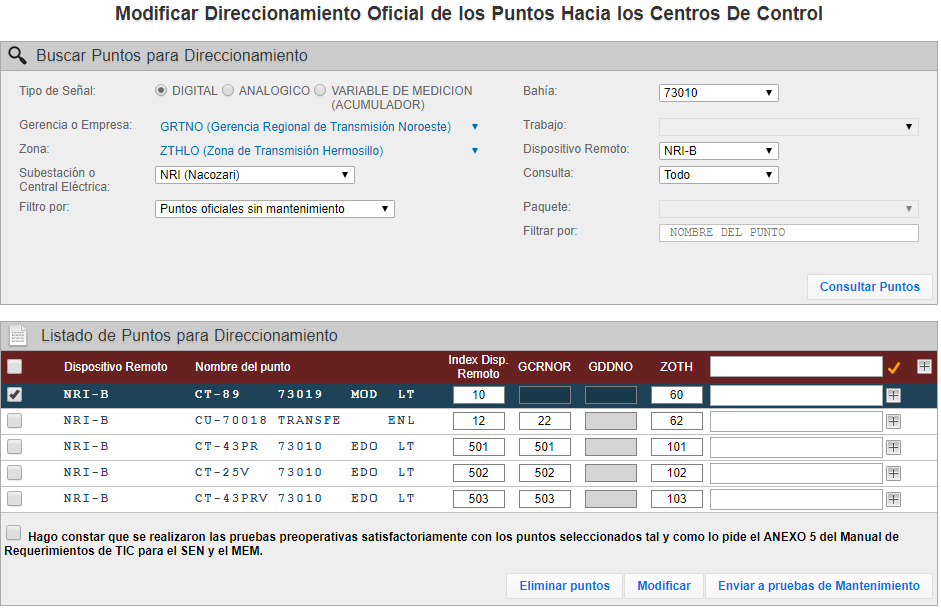 Modificar Direccionamiento Oficial de los Puntos Hacia los Centros De Control
Buscar Puntos para Direccionamiento
Tipo de Señal: DIGITAL ANALOGICO VARIABLE DE MEDICION (ACUMULADOR) Bahía: 73010
Gerencia o Empresa: GRTNO (Gerencia Regional de Transmisión Noroeste) Trabajo:
Zona: ZTHLO (Zona de Transmisión Hermosillo) Dispositivo Remoto: NRI-B
Subestación o Central Eléctrica: NRI (Nacozari) Consulta: Todo
Filtro por: Puntos oficiales sin mantenimiento Paquete:
Filtrar por: NOMBRE DEL PUNTO
Consultar Puntos
Listado de Puntos para Direccionamiento
Dispositivo Remoto Nombre del punto Index Disp. Remoto GCRNOR GDDNO ZOTH
NRI-B CT-89 73019 MOD LT 10 60
NRI-B CU-70018 TRANSFE ENL 12 22 62
NRI-B CT-43PR 73010 EDO LT 501 501 101
NRI-B CT-25V 73010 EDO LT 502 502 102
NRI-B CT-43PRV 73010 EDO LT 503 503 103
Hago constar que se realizaron las pruebas preoperativas satisfactoriamente con los puntos seleccionados tal y como lo pide el ANEXO 5 del Manual de
Requerimientos de TIC para el SEN y el MEM.
Eliminar puntos Modificar Enviar a pruebas de Mantenimiento